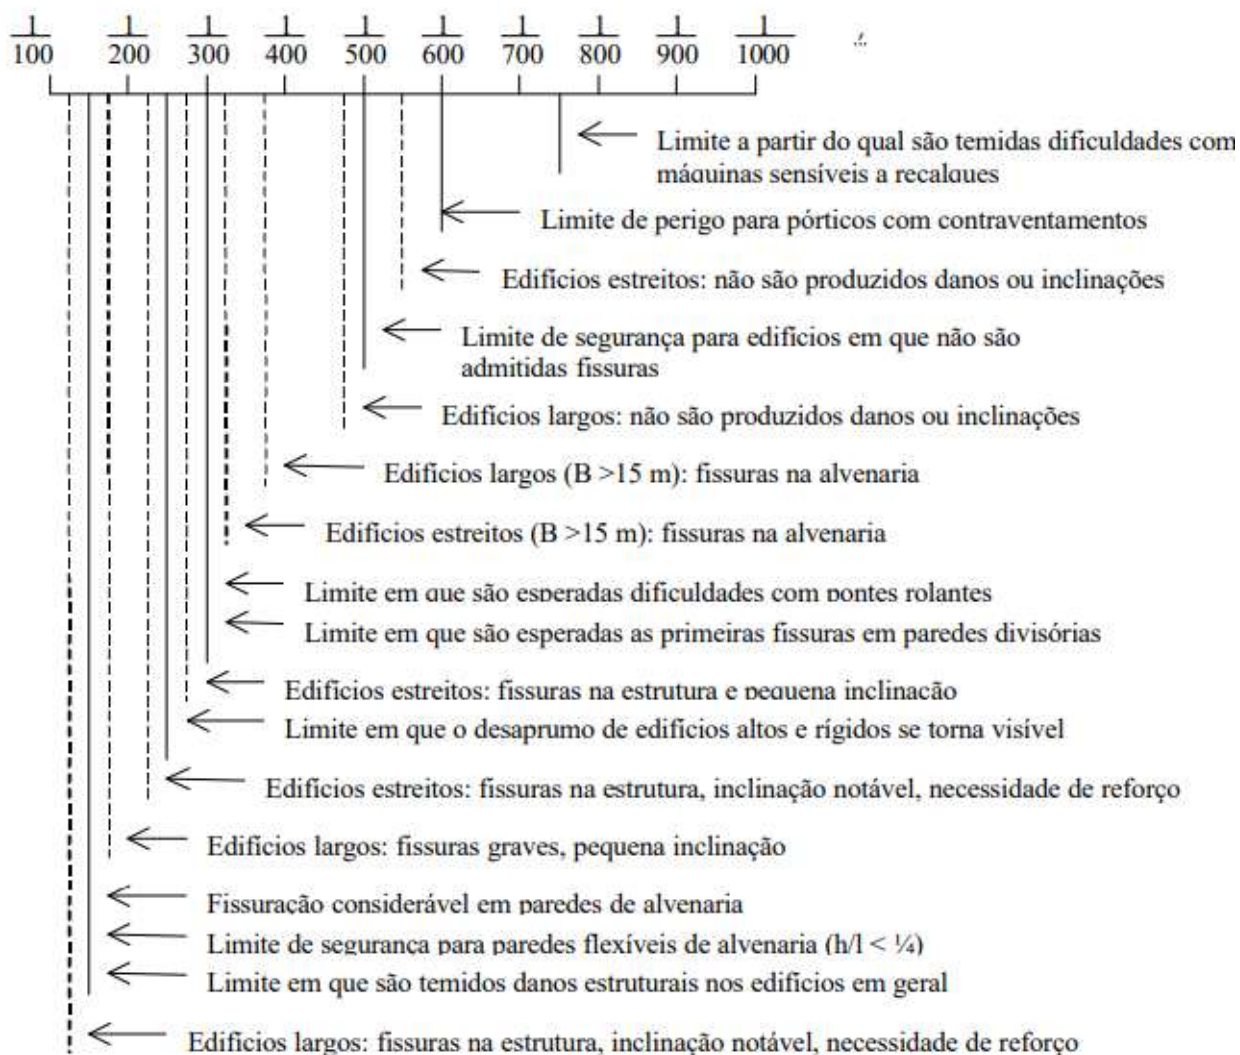 1 1 1 1 1 1 1 1 1 1
100 200 300 400 500 600 700 800 900 1000
Limite a partir do qual são temidas dificuldades com
máquinas sensíveis a recalques
Limite de perigo para pórticos com contraventamentos
Edifícios estreitos: não são produzidos danos ou inclinações
Limite de segurança para edifícios em que não são
admitidas fissuras
Edifícios largos: não são produzidos danos ou inclinações
Edifícios largos (B >15 m): fissuras na alvenaria
Edifícios estreitos (B >15 m): fissuras na alvenaria
Limite em que são esperadas dificuldades com pontes rolantes
Limite em que são esperadas as primeiras fissuras em paredes divisórias
Edifícios estreitos: fissuras na estrutura e pequena inclinação
Limite em que o desaprumo de edifícios altos e rígidos se torna visível
Edifícios estreitos: fissuras na estrutura, inclinação notável, necessidade de reforço
Edifícios largos: fissuras graves, pequena inclinação
Fissuração considerável em paredes de alvenaria
Limite de segurança para paredes flexíveis de alvenaria (h/l < ¼)
Limite em que são temidos danos estruturais nos edifícios em geral
Edifícios largos: fissuras na estrutura, inclinação notável, necessidade de reforço